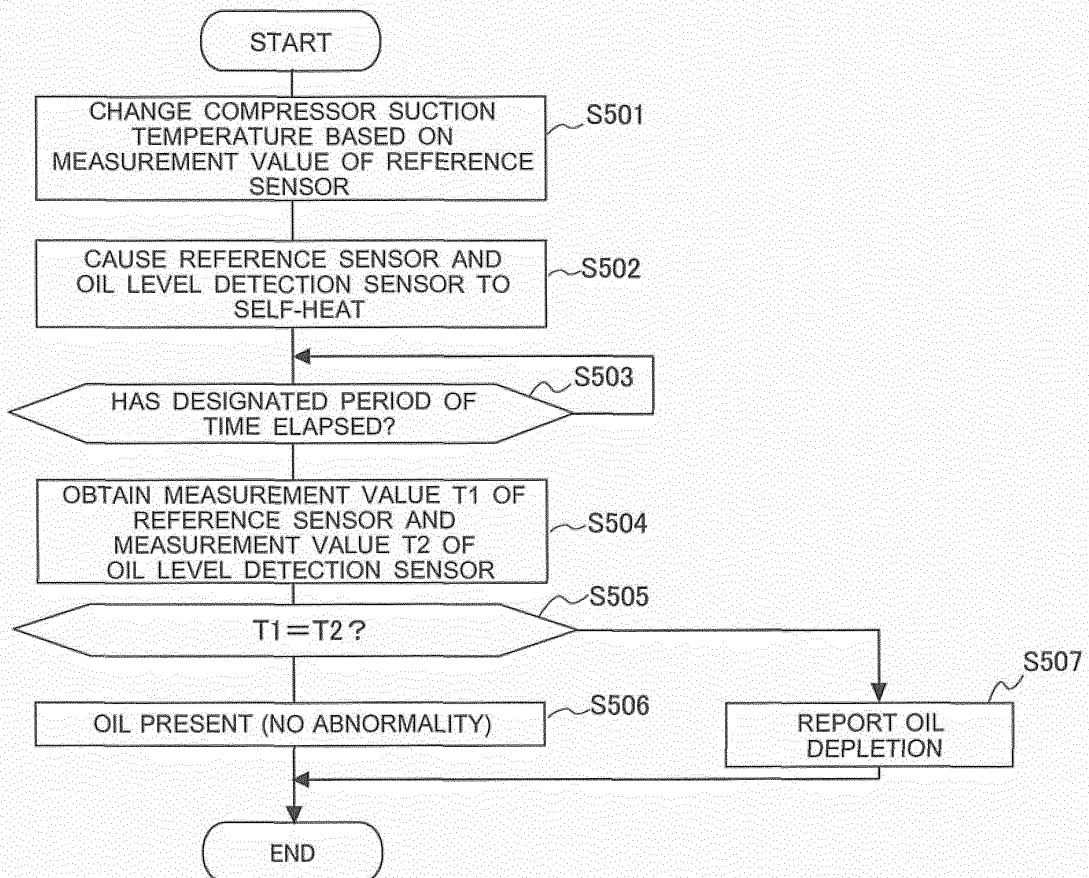 START
CHANGE COMPRESSOR SUCTION
TEMPERATURE BASED ON
MEASUREMENT VALUE OF REFERENCE
SENSOR
S501
CAUSE REFERENCE SENSOR AND
OIL LEVEL DETECTION SENSOR TO
SELF-HEAT
S502
HAS DESIGNATED PERIOD OF
TIME ELAPSED?
S503
OBTAIN MEASUREMENT VALUE T1 OF
REFERENCE SENSOR AND
MEASUREMENT VALUE T2 OF
OIL LEVEL DETECTION SENSOR
S504
T1=T2?
S505
OIL PRESENT (NO ABNORMALITY)
S506
REPORT OIL
DEPLETION
S507
END